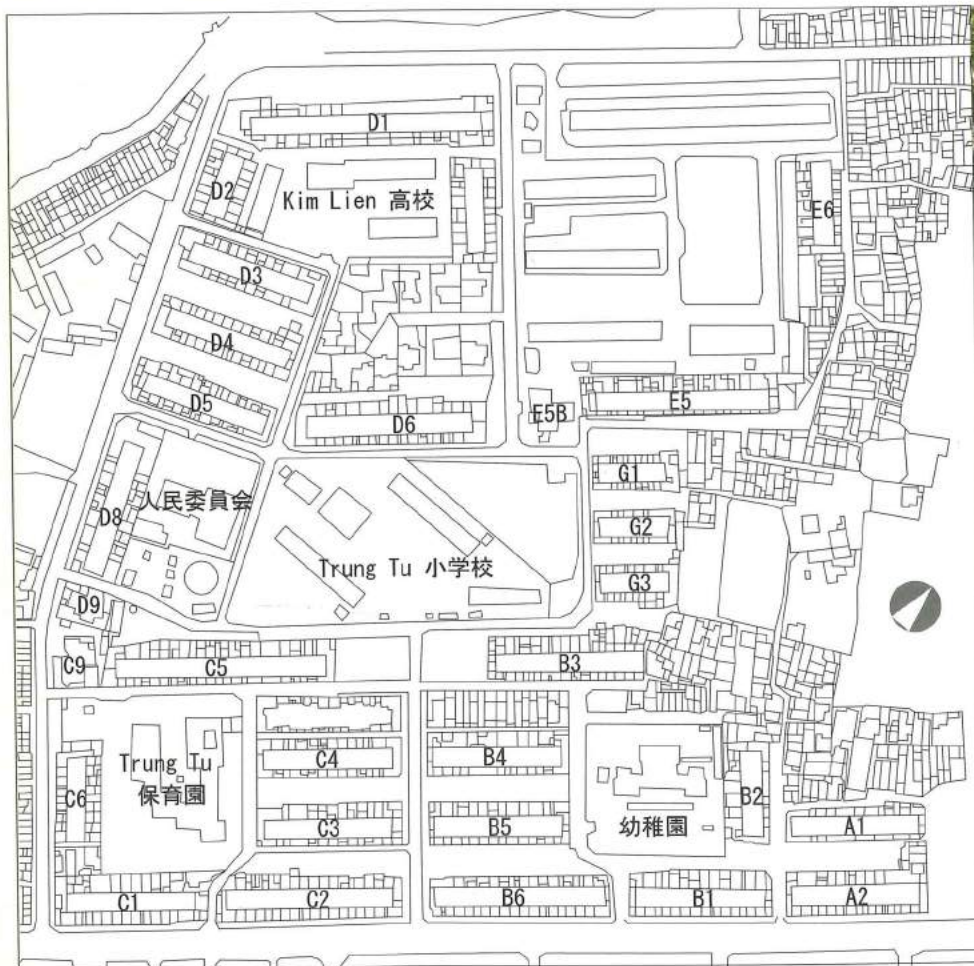 D1
D2
Kim Lien 高校
E6
D3
D4
D5
D6
E5B
E5
人民委員会
D8
G1
G2
G3
Trung Tu 小学校
D9
C9
C5
B3
C4
B4
Trung Tu
保育園
C6
B2
C3
B5
幼稚園
A1
C1
C2
B6
B1
A2